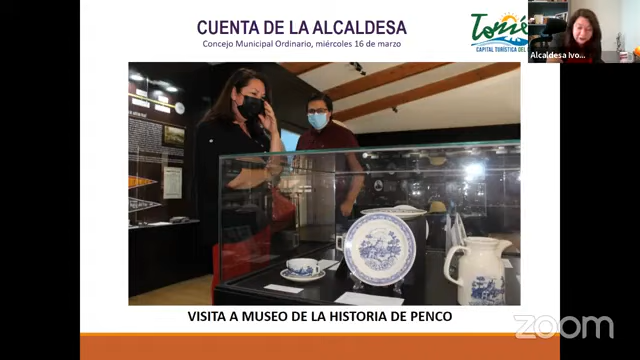 CUENTA DE LA ALCALDESA
Concejo Municipal Ordinario, miércoles 16 de marzo
Tomé
CAPITAL TURÍSTICA DEL
Alcaldesa Ivo...
VISITA A MUSEO DE LA HISTORIA DE PENCO
zoom